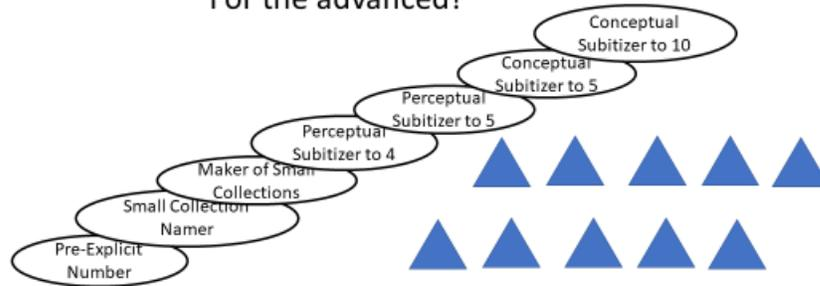 For the advanced?
Conceptual
Subitizer to 10
Conceptual
Subitizer to 5
Perceptual
Subitizer to 5
Perceptual
Subitizer to 4
Maker of Small
Collections
Small Collection
Namer
Pre-Explicit
Number